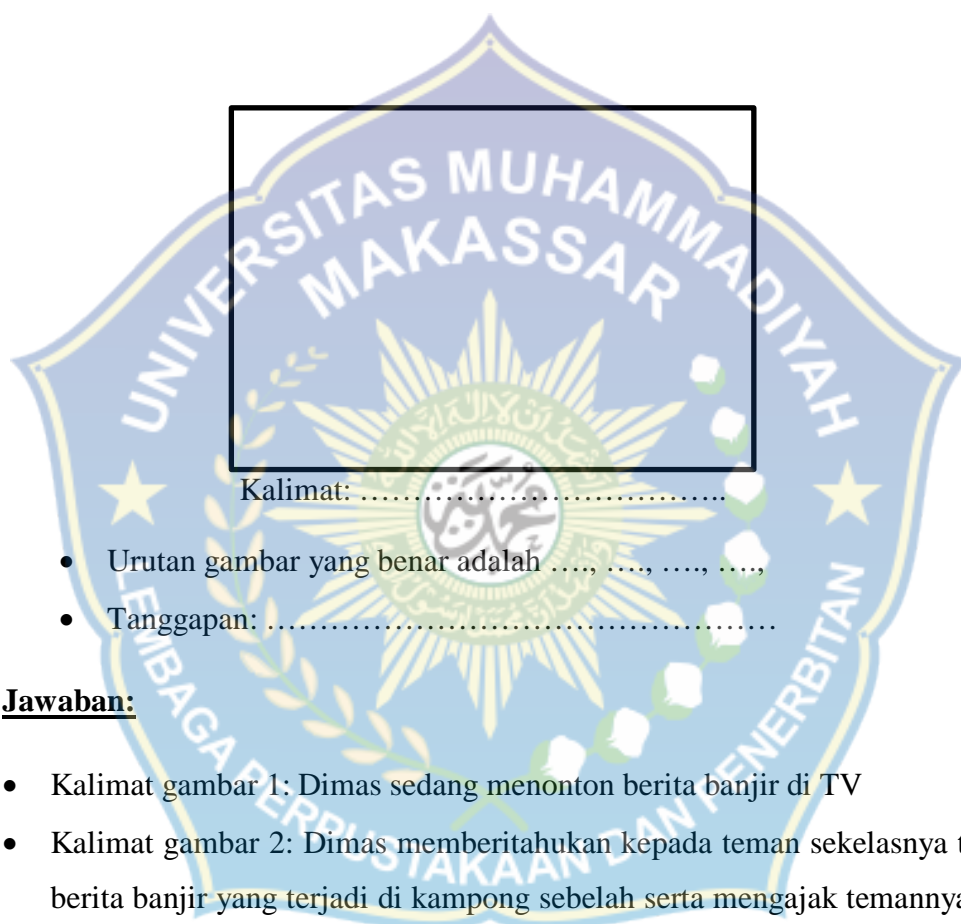 UNIVERSITAS MUHAMMADIYAH
MAKASSAR
Kalimat: ……………………………..
• Urutan gambar yang benar adalah …., …., …., ….,
• Tanggapan: …………………………………………
Jawaban:
• Kalimat gambar 1: Dimas sedang menonton berita banjir di TV
• Kalimat gambar 2: Dimas memberitahukan kepada teman sekelasnya t
berita banjir yang terjadi di kampong sebelah serta mengajak temannya
LEMBAGA PERPUSTAKAAN DAN PENERBITAN